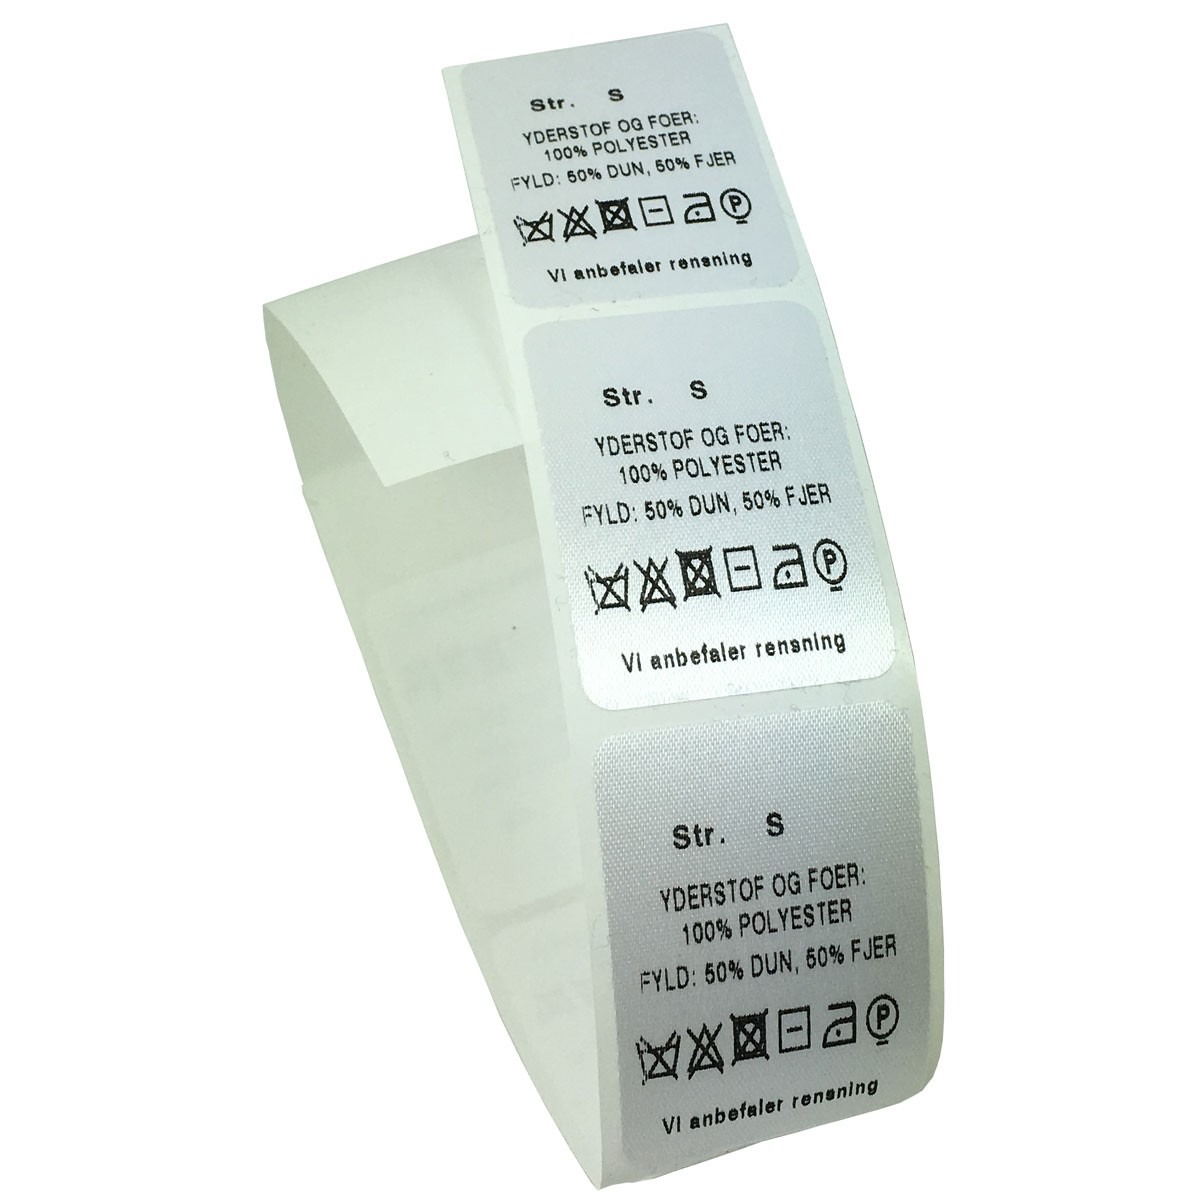 Str. S
YDERSTOF OG FOER:
100% POLYESTER
FYLD: 50% DUN, 50% FJER
P
Vi anbefaler rensning
Str. S
YDERSTOF OG FOER:
100% POLYESTER
FYLD: 50% DUN, 50% FJER
P
Vi anbefaler rensning
Str. S
YDERSTOF OG FOER:
100% POLYESTER
FYLD: 50% DUN, 50% FJER
P
Vi anbefaler rensning